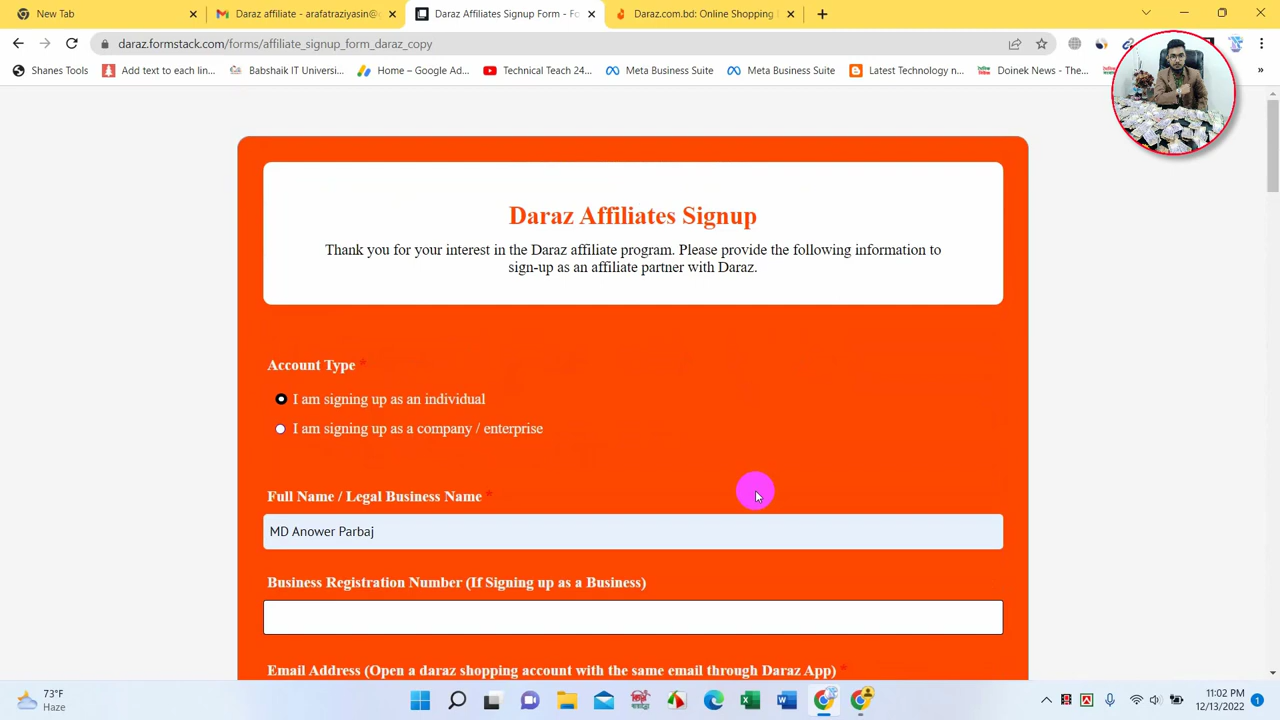 New Tab
Daraz affiliate - arafatraziyasin@g
Daraz Affiliates Signup Form - Fo
Daraz.com.bd: Online Shopping
daraz.formstack.com/forms/affiliate_signup_form_daraz_copy
Shanes Tools
Add text to each lin...
Babshaik IT Universi...
Home – Google Ad...
Technical Teach 24...
Meta Business Suite
Meta Business Suite
Latest Technology n...
Doinek News - The...
Daraz Affiliates Signup
Thank you for your interest in the Daraz affiliate program. Please provide the following information to
sign-up as an affiliate partner with Daraz.
Account Type *
I am signing up as an individual
I am signing up as a company / enterprise
Full Name / Legal Business Name *
MD Anower Parbaj
Business Registration Number (If Signing up as a Business)
Email Address (Open a daraz shopping account with the same email through Daraz App) *
73°F
Haze
11:02 PM
12/13/2022
1